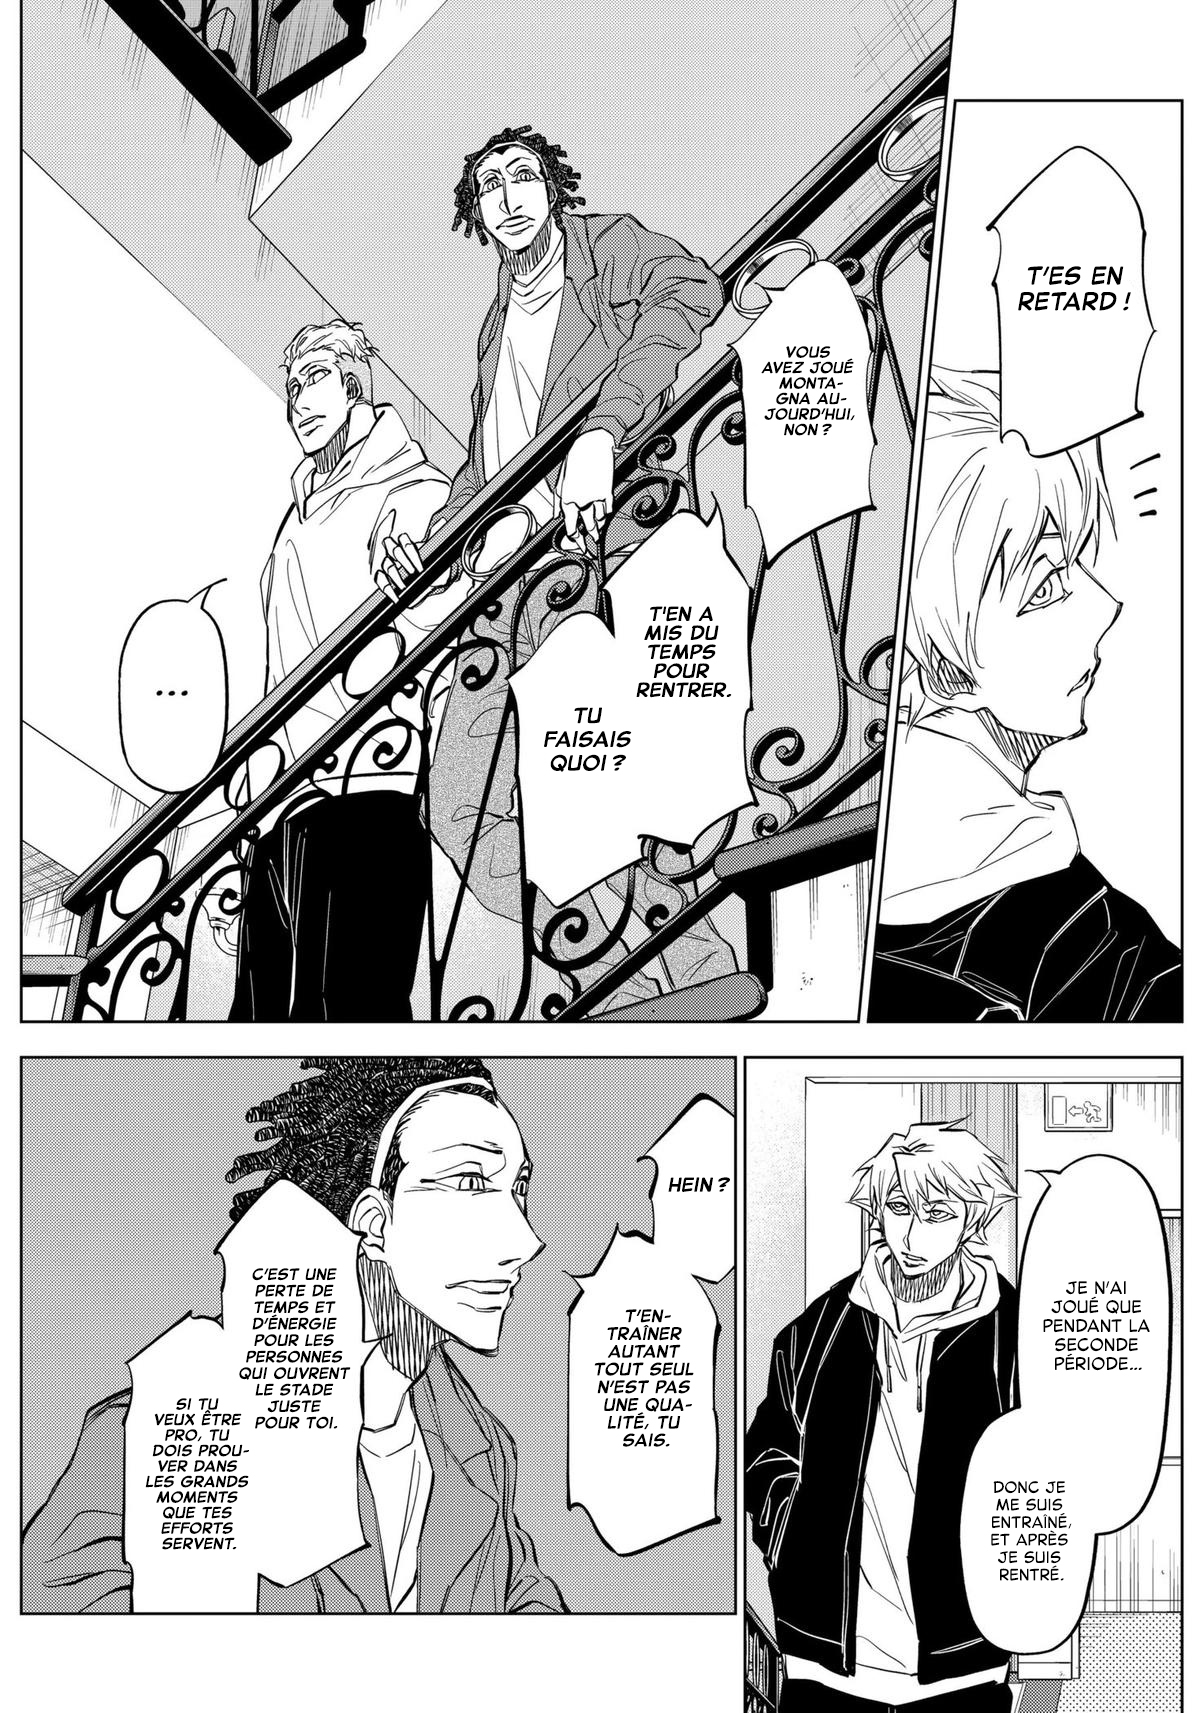 T'ES EN
RETARD !
VOUS
AVEZ JOUÉ
MONTA-
GNA AU-
JOURD'HUI,
NON ?
T'EN A
MIS DU
TEMPS
POUR
RENTRER.
TU
FAISAIS
QUOI ?
...
JE N'AI
JOUÉ QUE
PENDANT LA
SECONDE
PÉRIODE...
DONC JE
ME SUIS
ENTRAÎNÉ,
ET APRÈS
JE SUIS
RENTRÉ.
HEIN ?
T'EN-
TRAÎNER
AUTANT
TOUT SEUL
N'EST PAS
UNE QUA-
LITÉ, TU
SAIS.
C'EST UNE
PERTE DE
TEMPS ET
D'ÉNERGIE
POUR LES
PERSONNES
QUI OUVRENT
LE STADE
JUSTE
POUR TOI.
SI TU
VEUX ÊTRE
PRO, TU
DOIS PROU-
VER DANS
LES GRANDS
MOMENTS
QUE TES
EFFORTS
SERVENT.